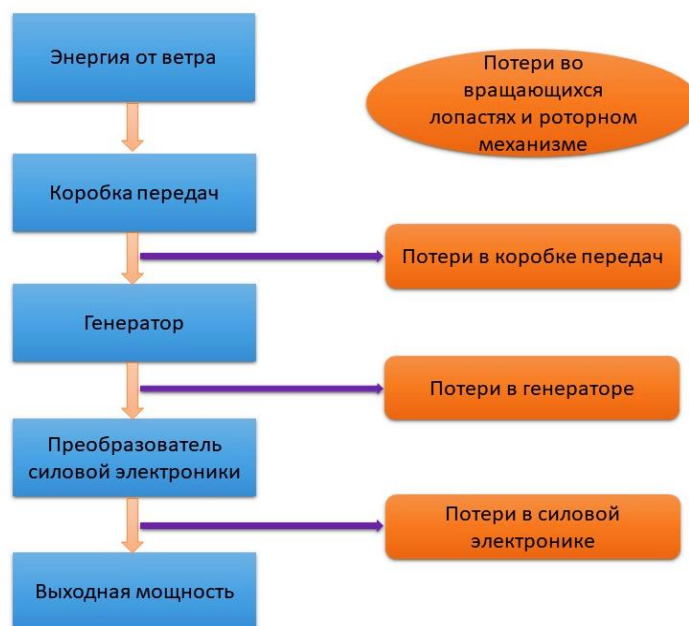 Энергия от ветра
Потери во
вращающихся
лопастях и роторном
механизме
Коробка передач
Потери в коробке передач
Генератор
Потери в генераторе
Преобразователь
силовой электроники
Потери в силовой
электронике
Выходная мощность